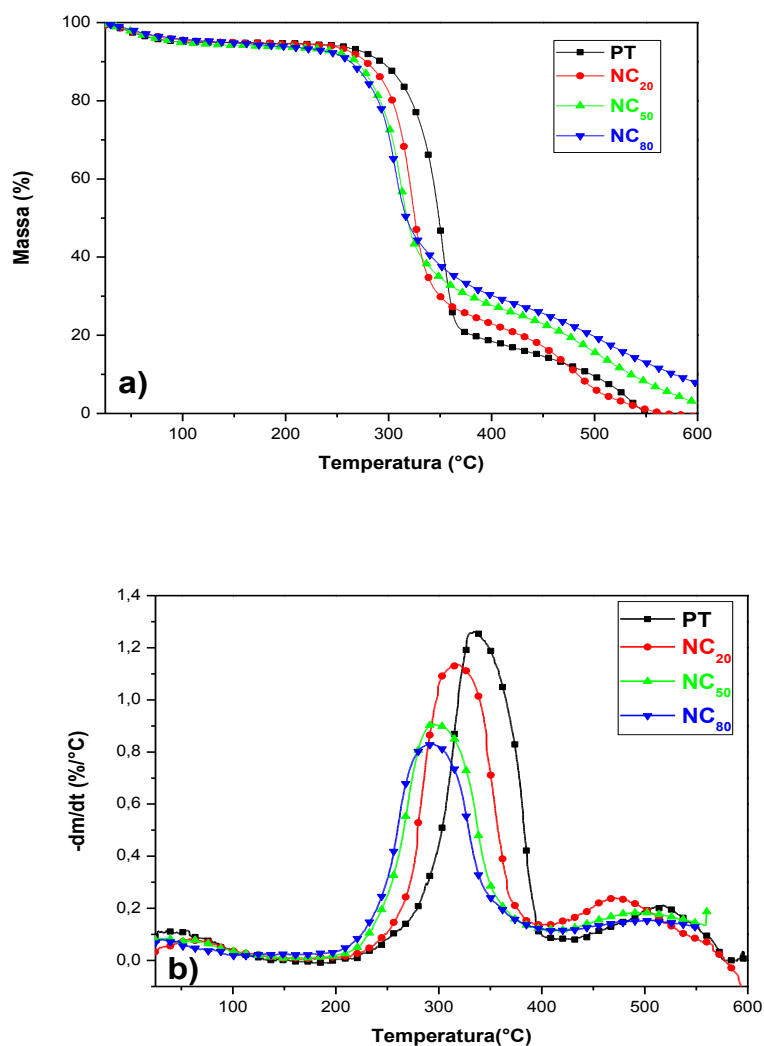 100
80
60
40
20
0
Massa (%)
PT
NC20
NC50
NC80
a)
100
200
300
400
500
600
Temperatura (°C)
1,4
1,2
1,0
0,8
0,6
0,4
0,2
0,0
-dm/dt (%/°C)
PT
NC20
NC50
NC80
b)
100
200
300
400
500
600
Temperatura(°C)